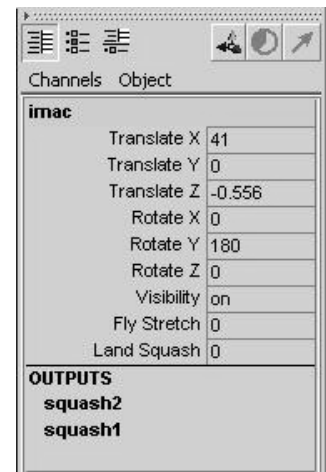 Channels Object
imac
Translate X 41
Translate Y 0
Translate Z -0.556
Rotate X 0
Rotate Y 180
Rotate Z 0
Visibility on
Fly Stretch 0
Land Squash 0
OUTPUTS
squash2
squash1